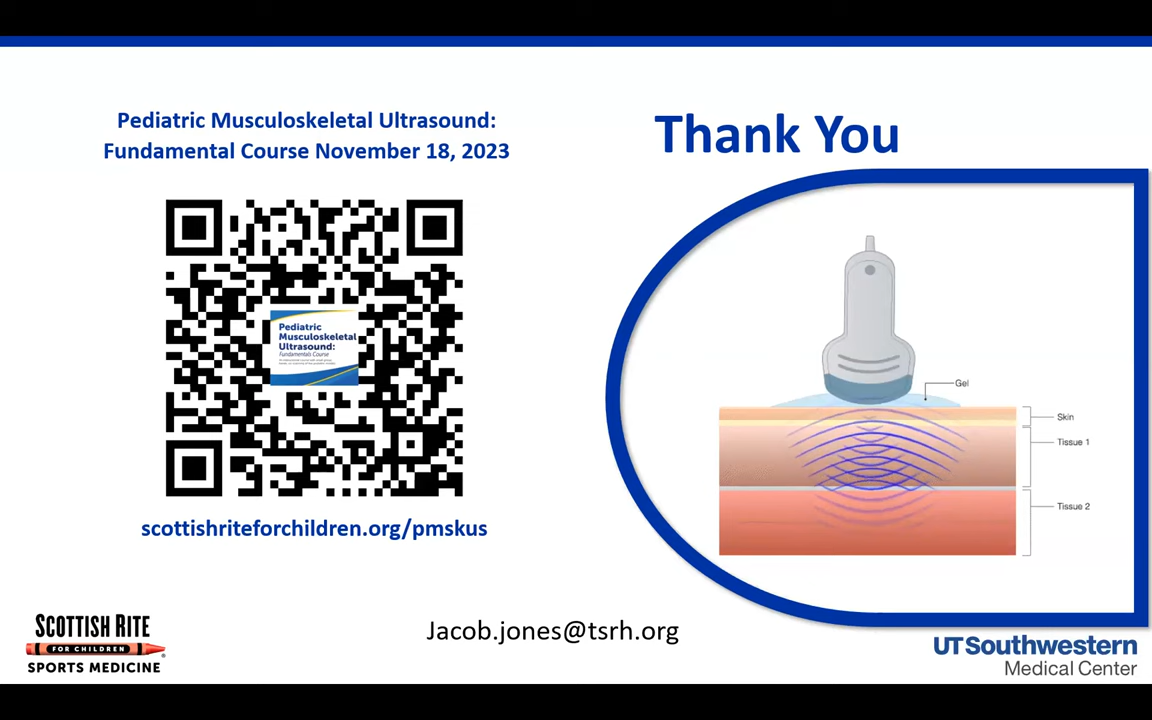 Pediatric Musculoskeletal Ultrasound:
Fundamental Course November 18, 2023
Thank You
Pediatric
Musculoskeletal
Ultrasound:
Fundamentals Course
scottishriteforchildren.org/pmskus
Gel
Skin
Tissue 1
Tissue 2
SCOTTISH RITE
FOR CHILDREN
SPORTS MEDICINE
Jacob.jones@tsrh.org
UTSouthwestern
Medical Center